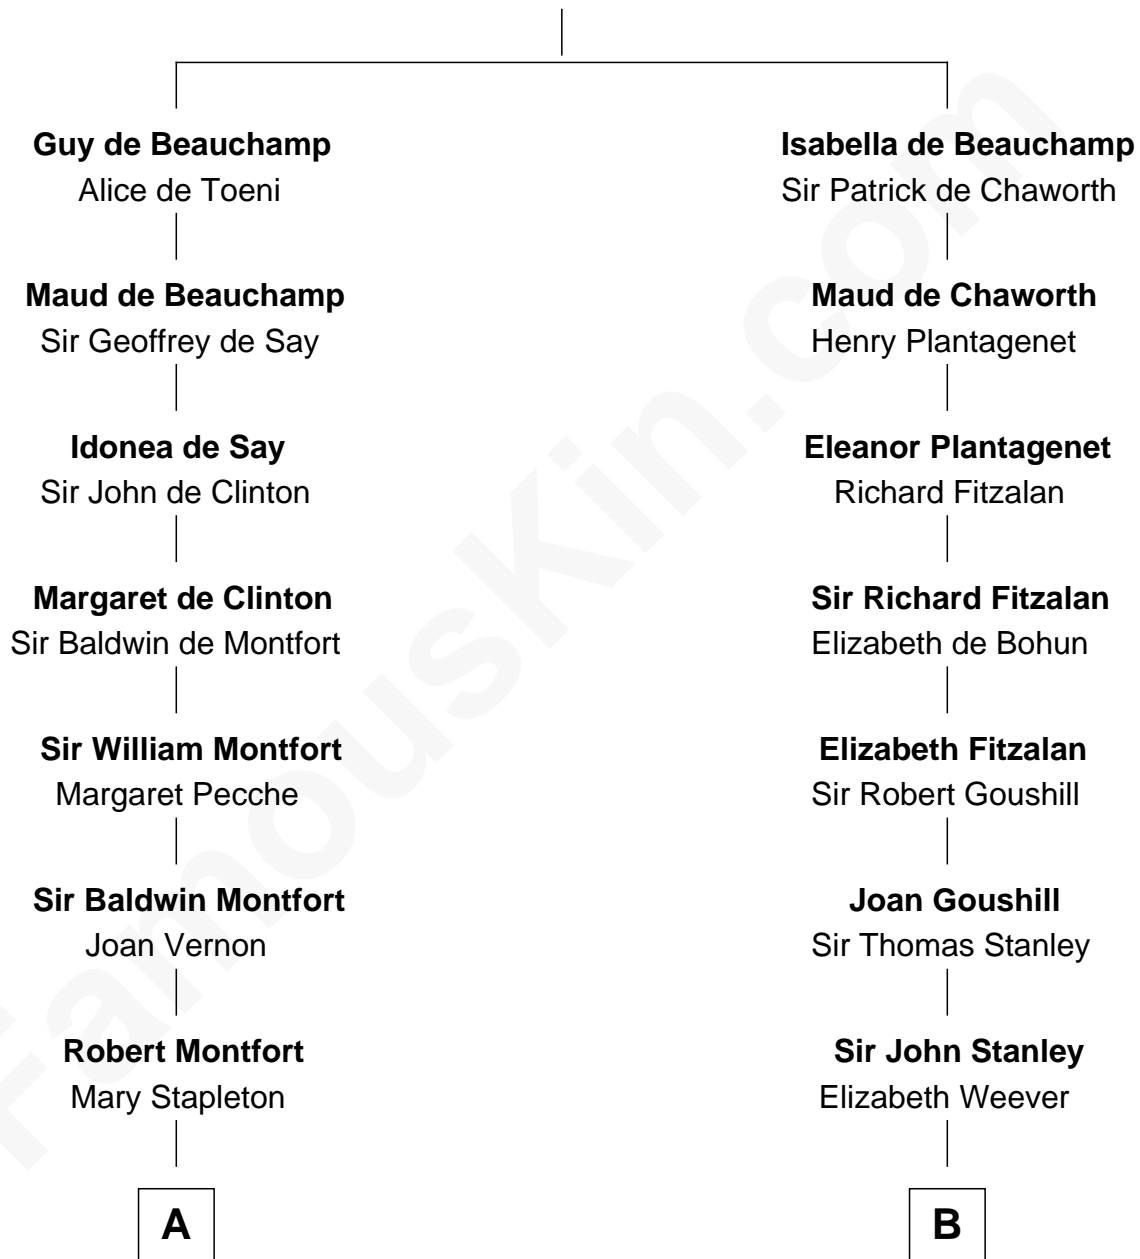 Guy de Beauchamp
Alice de Toeni
Isabella de Beauchamp
Sir Patrick de Chaworth
Maud de Beauchamp
Sir Geoffrey de Say
Maud de Chaworth
Henry Plantagenet
Idonea de Say
Sir John de Clinton
Eleanor Plantagenet
Richard Fitzalan
Margaret de Clinton
Sir Baldwin de Montfort
Sir Richard Fitzalan
Elizabeth de Bohun
Sir William Montfort
Margaret Pecche
Elizabeth Fitzalan
Sir Robert Goushill
Sir Baldwin Montfort
Joan Vernon
Joan Goushill
Sir Thomas Stanley
Robert Montfort
Mary Stapleton
Sir John Stanley
Elizabeth Weever
A
B
FamousKin.com